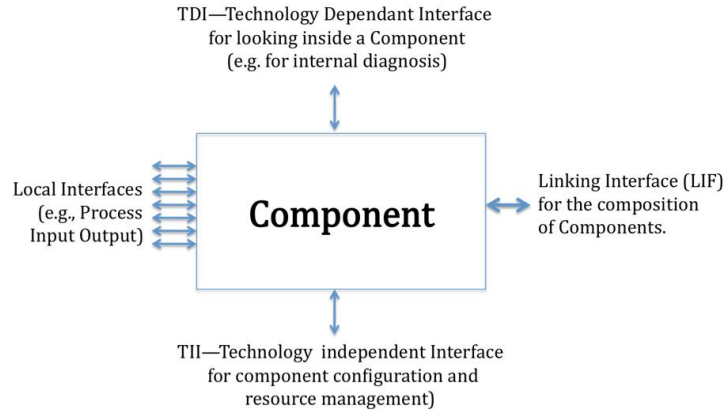 TDI—Technology Dependant Interface
for looking inside a Component
(e.g. for internal diagnosis)
Local Interfaces
(e.g., Process
Input Output)
Component
Linking Interface (LIF)
for the composition
of Components.
TII—Technology independent Interface
for component configuration and
resource management)